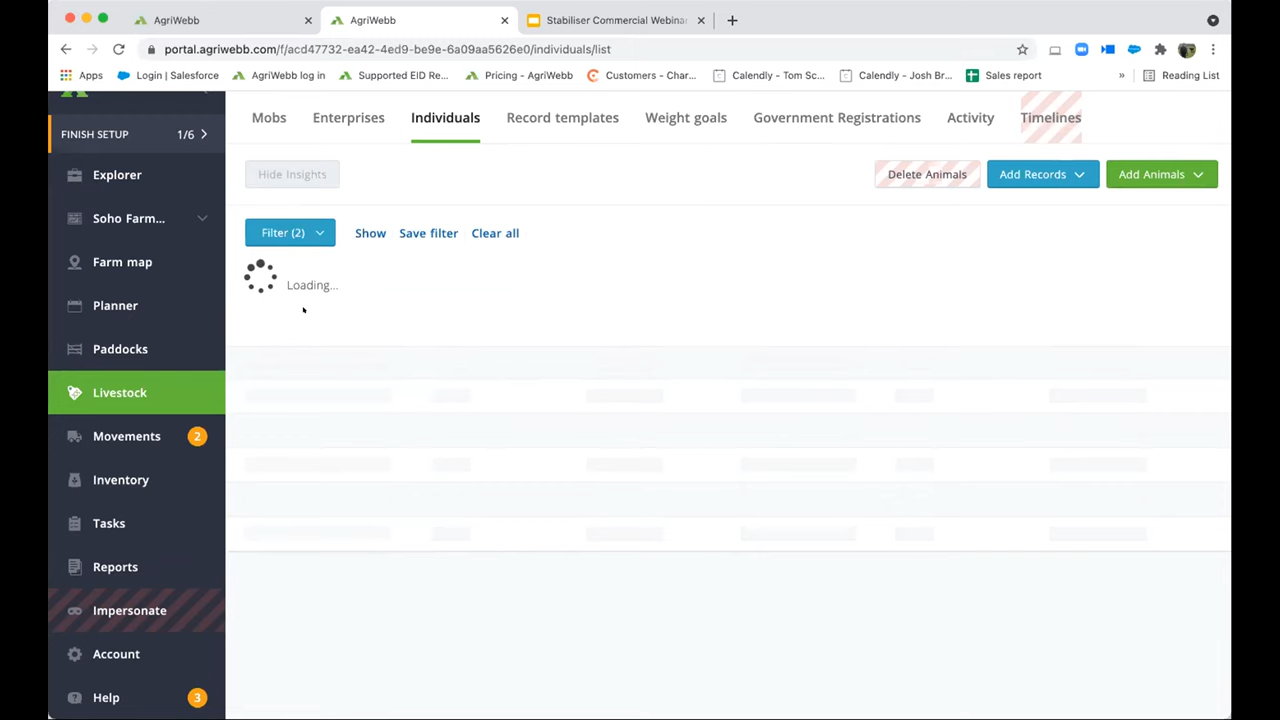 AgriWebb
AgriWebb
Stabiliser Commercial Webina
portal.agriwebb.com/f/acd47732-ea42-4ed9-be9e-6a09aa5626e0/individuals/list
Apps
Login | Salesforce
AgriWebb log in
Supported EID Re...
Pricing - AgriWebb
Customers - Char...
Calendly - Tom Sc...
Calendly - Josh Br...
Sales report
»
Reading List
FINISH SETUP 1/6
Explorer
Soho Farm...
Farm map
Planner
Paddocks
Livestock
Movements 2
Inventory
Tasks
Reports
Impersonate
Account
Help 3
Mobs Enterprises Individuals Record templates Weight goals Government Registrations Activity Timelines
Hide Insights
Delete Animals Add Records Add Animals
Filter (2) Show Save filter Clear all
Loading...